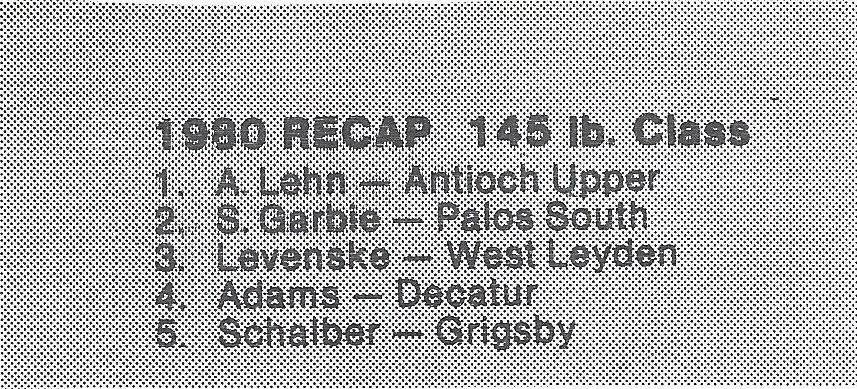 1980 RECAP 145 lb. Class
1. A. Lehn — Antioch Upper
2. S. Garbie — Palos South
3. Levenske — West Leyden
4. Adams — Decatur
5. Schalber — Grigsby